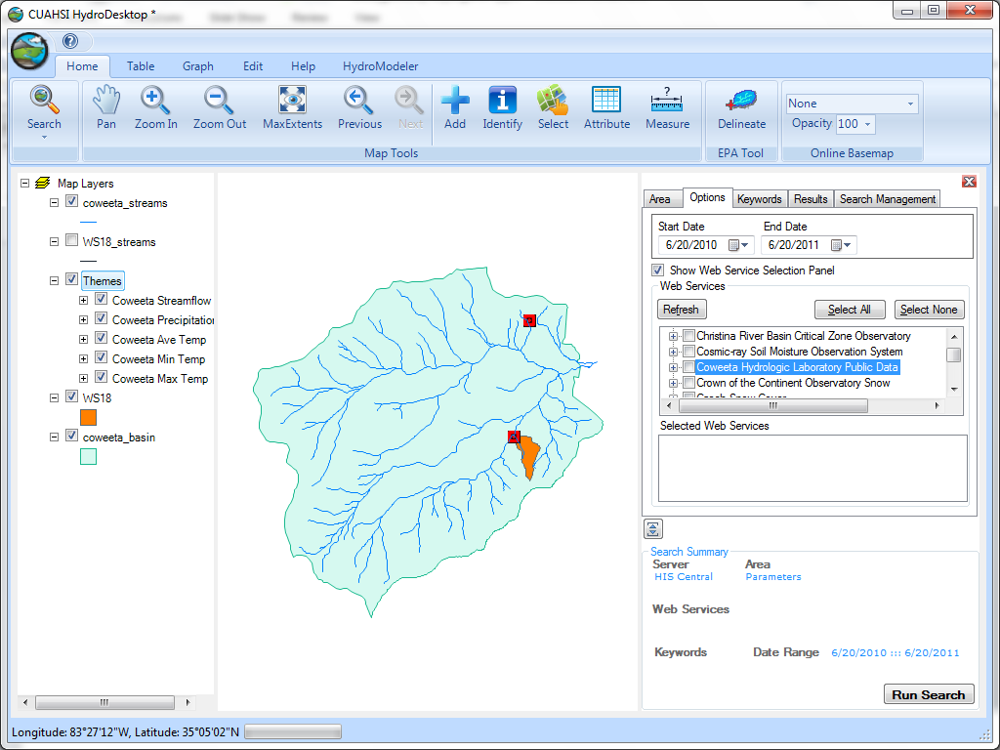 CUAHSI HydroDesktop *
Home Table Graph Edit Help HydroModeler
Search Pan Zoom In Zoom Out MaxExtents Previous Next Add Identify Select Attribute Measure Delineate
None
Opacity 100
Map Tools EPA Tool Online Basemap
Map Layers
coweeta_streams
WS18_streams
Themes
Coweeta Streamflow
Coweeta Precipitation
Coweeta Ave Temp
Coweeta Min Temp
Coweeta Max Temp
WS18
coweeta_basin
Area Options Keywords Results Search Management
Start Date End Date
6/20/2010 6/20/2011
Show Web Service Selection Panel
Web Services
Refresh Select All Select None
Christina River Basin Critical Zone Observatory
Cosmic-ray Soil Moisture Observation System
Coweeta Hydrologic Laboratory Public Data
Crown of the Continent Observatory Snow
Selected Web Services
Search Summary
Server Area
HIS Central Parameters
Web Services
Keywords Date Range 6/20/2010 ::: 6/20/2011
Run Search
Longitude: 83°27'12"W, Latitude: 35°05'02"N